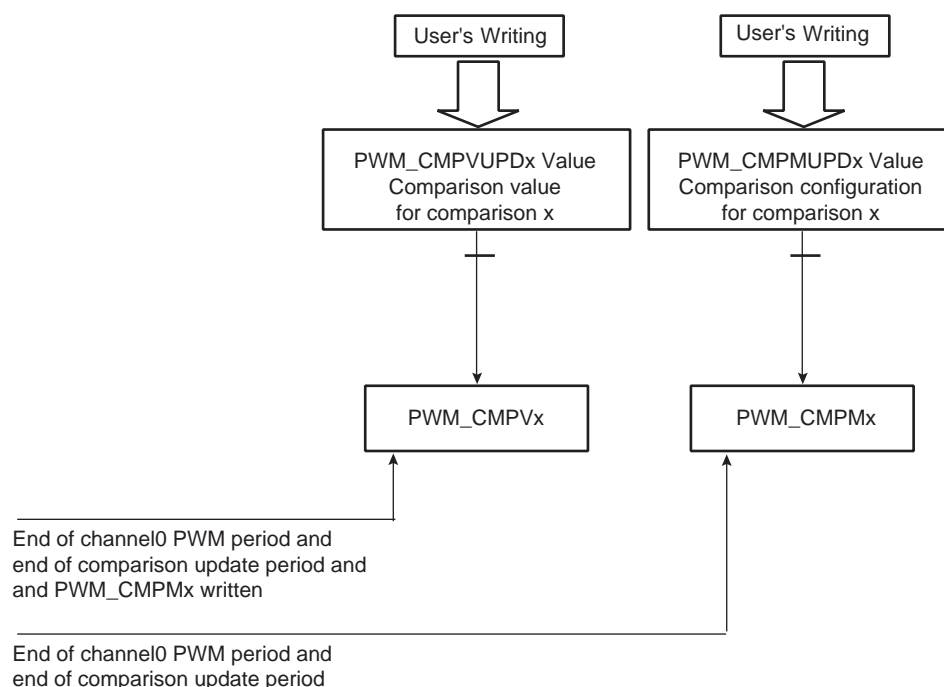 User's Writing
User's Writing
PWM_CMPVUPDx Value
Comparison value
for comparison x
PWM_CMPMUPDx Value
Comparison configuration
for comparison x
PWM_CMPVx
PWM_CMPMx
End of channel0 PWM period and
end of comparison update period and
and PWM_CMPMx written
End of channel0 PWM period and
end of comparison update period